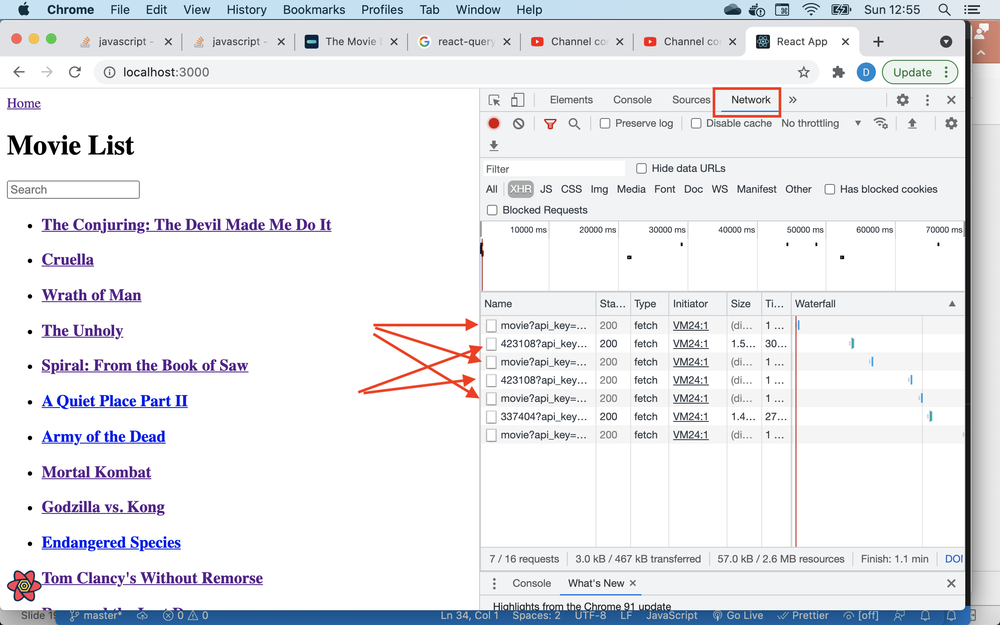 Chrome File Edit View History Bookmarks Profiles Tab Window Help Sun 12:55
javascript - javascript - The Movie D react-query Channel co Channel co React App
localhost:3000 D Update
Home
Movie List
Search
The Conjuring: The Devil Made Me Do It
Cruella
Wrath of Man
The Unholy
Spiral: From the Book of Saw
A Quiet Place Part II
Army of the Dead
Mortal Kombat
Godzilla vs. Kong
Endangered Species
Tom Clancy's Without Remorse
Elements Console Sources Network
Preserve log Disable cache No throttling
Filter Hide data URLs
All XHR JS CSS Img Media Font Doc WS Manifest Other Has blocked cookies
Blocked Requests
10000 ms 20000 ms 30000 ms 40000 ms 50000 ms 60000 ms 70000 ms
Name Sta... Type Initiator Size Ti... Waterfall
movie?api_key=... 200 fetch VM24:1 (di... 1 ...
423108?api_key... 200 fetch VM24:1 1.5... 30...
movie?api_key=... 200 fetch VM24:1 (di... 1 ...
423108?api_key... 200 fetch VM24:1 (di... 1 ...
movie?api_key=... 200 fetch VM24:1 (di... 1 ...
337404?api_key... 200 fetch VM24:1 1.4... 27...
movie?api_key=... 200 fetch VM24:1 (di... 1 ...
7 / 16 requests 3.0 kB / 467 kB transferred 57.0 kB / 2.6 MB resources Finish: 1.1 min DO
Console What's New
Highlights from the Chrome 91 update
Slide 19 master* 0 0 Ln 34, Col 1 Spaces: 2 UTF-8 LF JavaScript Go Live Prettier [off]